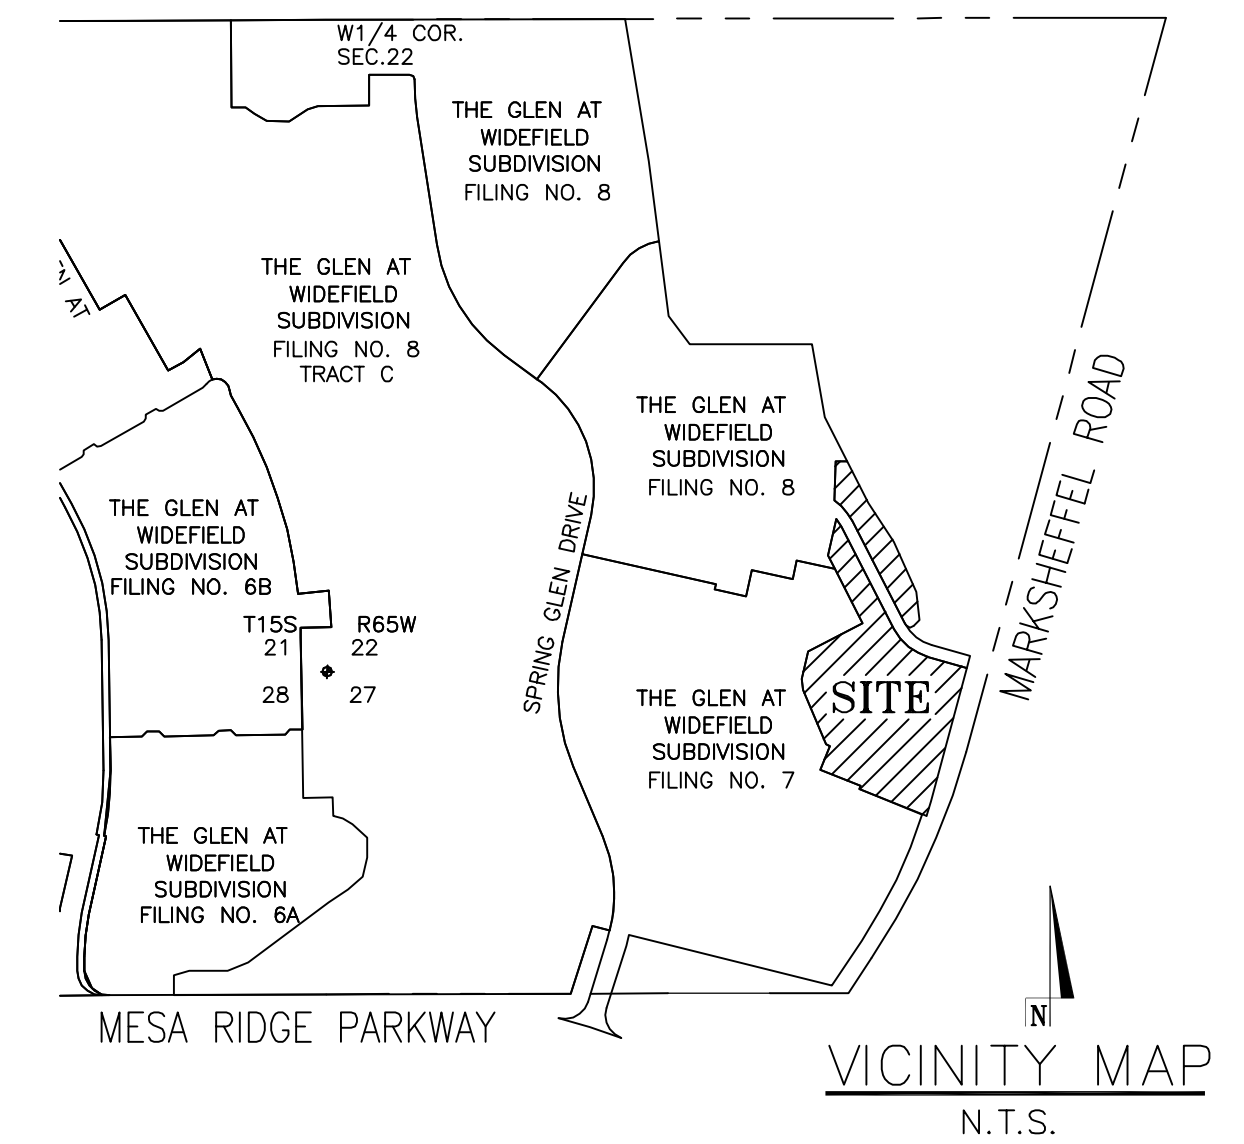 W1/4 COR.
SEC.22
THE GLEN AT
WIDEFIELD
SUBDIVISION
FILING NO. 8
THE GLEN AT
WIDEFIELD
SUBDIVISION
FILING NO. 8
TRACT C
AT
THE GLEN AT
WIDEFIELD
SUBDIVISION
FILING NO. 8
MARKSHEFFEL ROAD
THE GLEN AT
WIDEFIELD
SUBDIVISION
FILING NO. 6B
SPRING GLEN DRIVE
T15S R65W
21 22
28 27
THE GLEN AT
WIDEFIELD
SUBDIVISION
FILING NO. 7
SITE
THE GLEN AT
WIDEFIELD
SUBDIVISION
FILING NO. 6A
MESA RIDGE PARKWAY
N
VICINITY MAP
N.T.S.